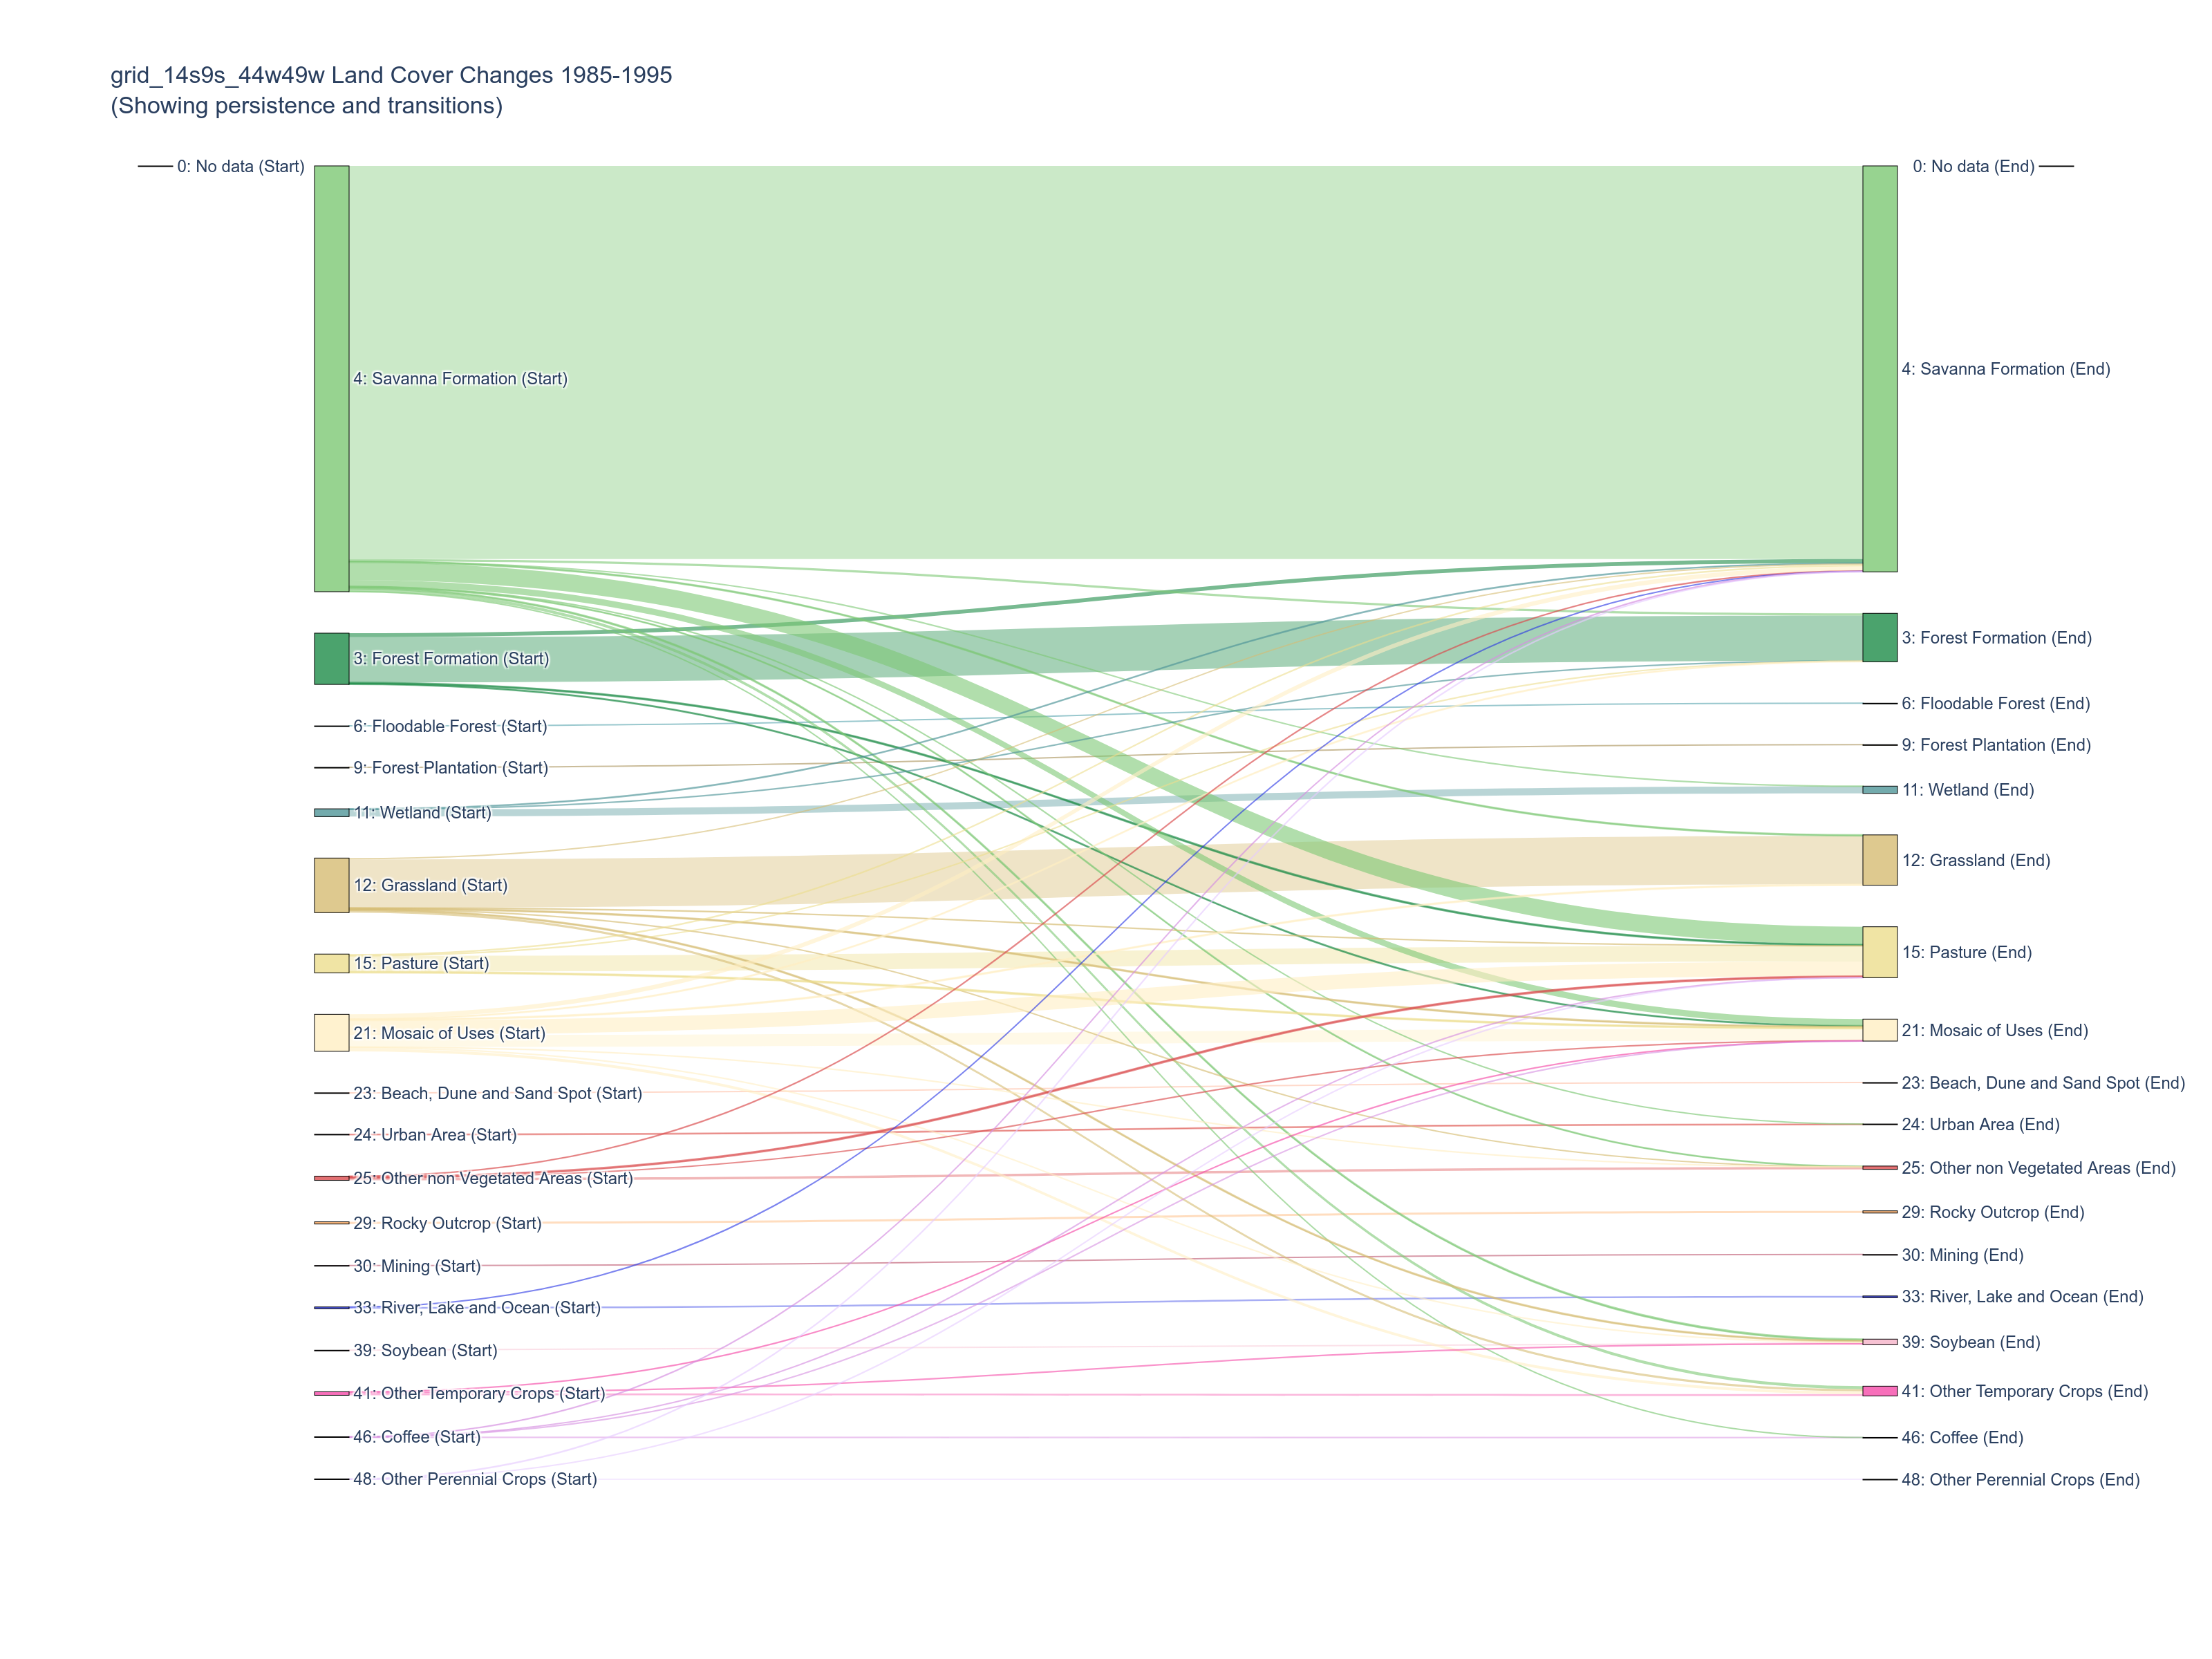 grid_14s9s_44w49w Land Cover Changes 1985-1995
(Showing persistence and transitions)
0: No data (Start)
0: No data (End)
4: Savanna Formation (Start)
4: Savanna Formation (End)
3: Forest Formation (Start)
3: Forest Formation (End)
6: Floodable Forest (Start)
6: Floodable Forest (End)
9: Forest Plantation (Start)
9: Forest Plantation (End)
11: Wetland (Start)
11: Wetland (End)
12: Grassland (Start)
12: Grassland (End)
15: Pasture (Start)
15: Pasture (End)
21: Mosaic of Uses (Start)
21: Mosaic of Uses (End)
23: Beach, Dune and Sand Spot (Start)
23: Beach, Dune and Sand Spot (End)
24: Urban Area (Start)
24: Urban Area (End)
25: Other non Vegetated Areas (Start)
25: Other non Vegetated Areas (End)
29: Rocky Outcrop (Start)
29: Rocky Outcrop (End)
30: Mining (Start)
30: Mining (End)
33: River, Lake and Ocean (Start)
33: River, Lake and Ocean (End)
39: Soybean (Start)
39: Soybean (End)
41: Other Temporary Crops (Start)
41: Other Temporary Crops (End)
46: Coffee (Start)
46: Coffee (End)
48: Other Perennial Crops (Start)
48: Other Perennial Crops (End)